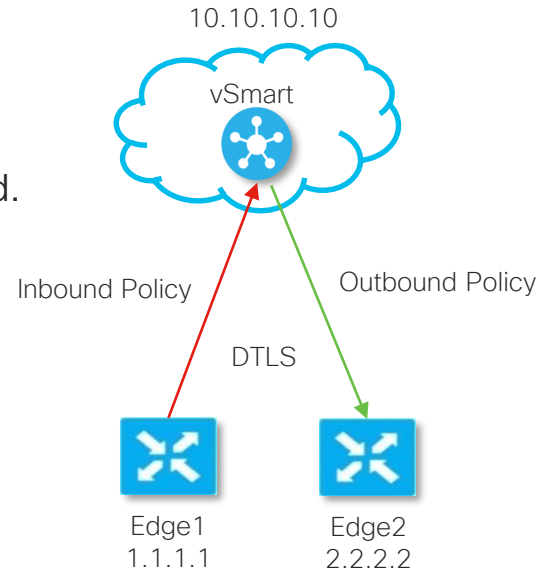 10.10.10.10
vSmart
d.
Inbound Policy
Outbound Policy
DTLS
Edge1
1.1.1.1
Edge2
2.2.2.2